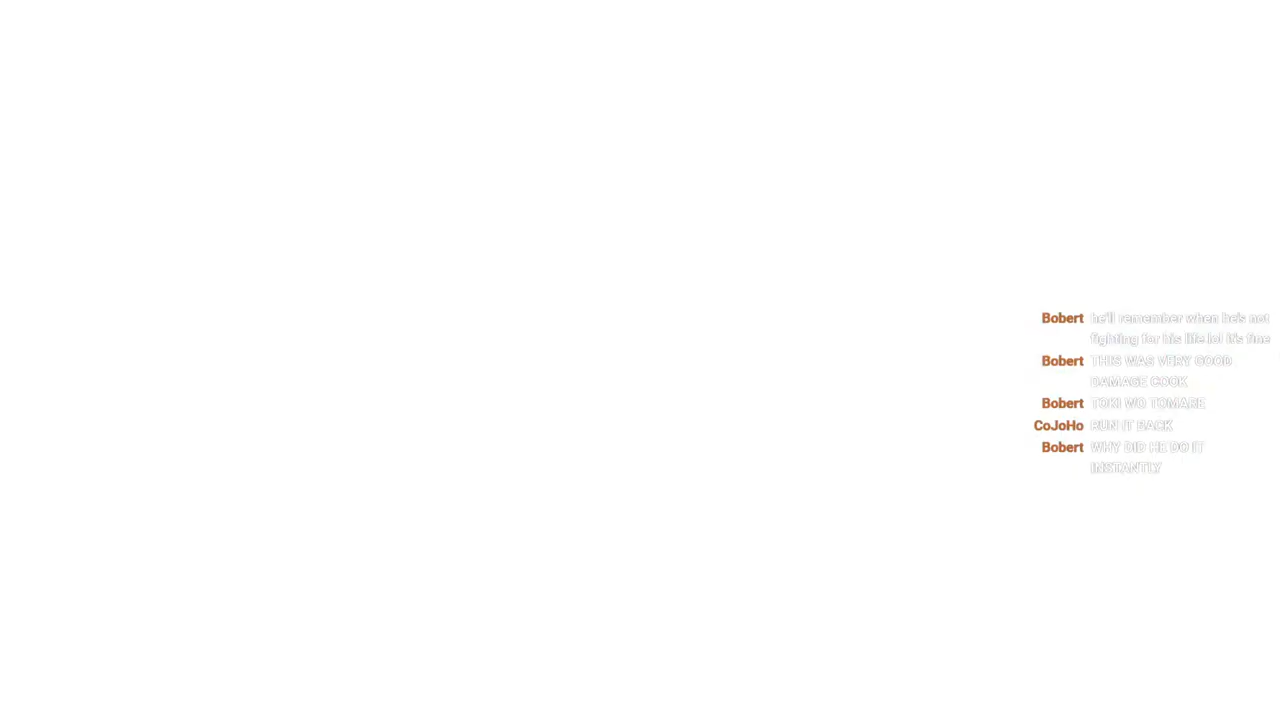 Bobert he'll remember when he's not
fighting for his life lol it's fine
Bobert THIS WAS VERY GOOD
DAMAGE COOK
Bobert TOKI WO TOMARE
CoJoHo RUN IT BACK
Bobert WHY DID HE DO IT
INSTANTLY